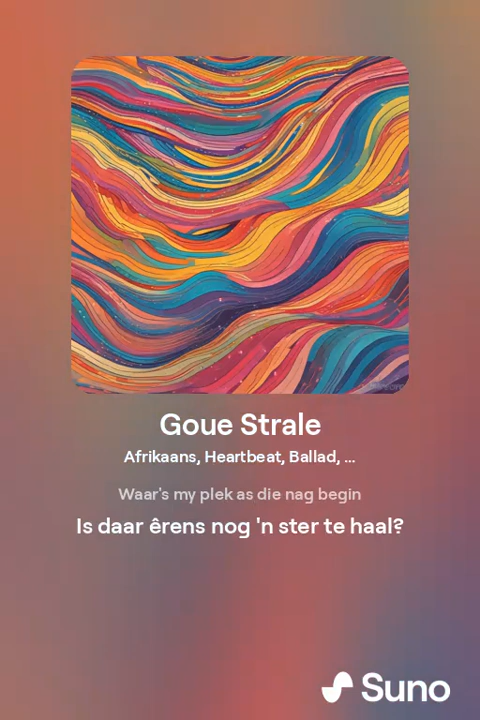 Goue Strale
Afrikaans, Heartbeat, Ballad, ...
Waar's my plek as die nag begin
Is daar êrens nog 'n ster te haal?
Suno